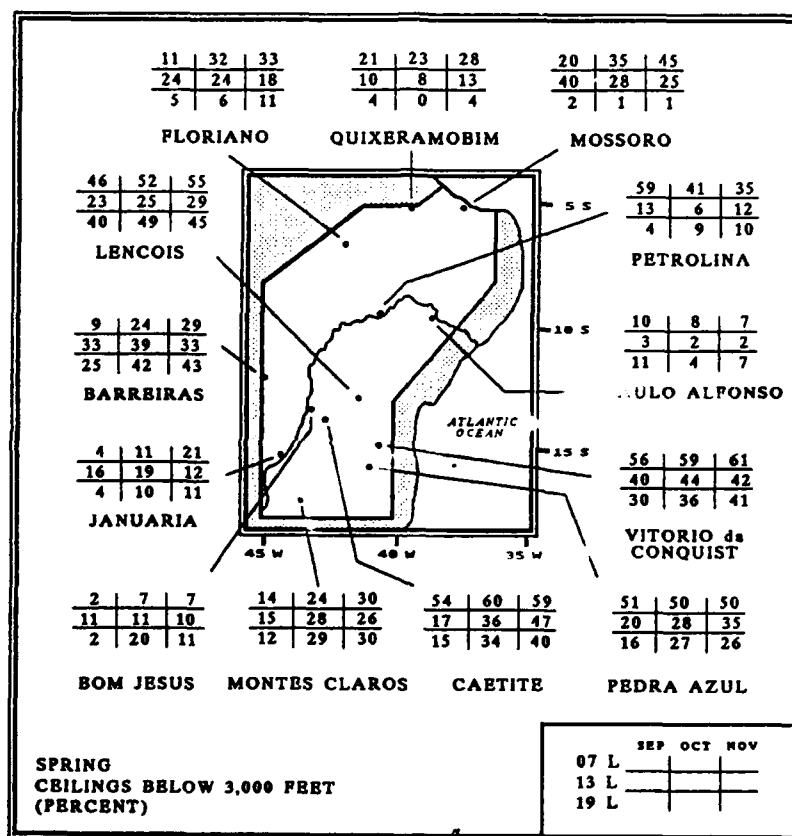 11 32 33
24 24 18
5 6 11
FLORIANO
21 23 28
10 8 13
4 0 4
QUIXERAMOBIM
20 35 45
40 28 25
2 1 1
MOSSORO
46 52 55
23 25 29
40 49 45
LENCOIS
59 41 35
13 6 12
4 9 10
PETROLINA
5 S
10 S
15 S
9 24 29
33 39 33
25 42 43
BARREIRAS
10 8 7
3 2 2
11 4 7
ULO ALFONSO
ATLANTIC
OCEAN
4 11 21
16 19 12
4 10 11
JANUARIA
56 59 61
40 44 42
30 36 41
VITORIO da
CONQUIST
45 W 40 W 35 W
2 7 7
11 11 10
2 20 11
BOM JESUS
14 24 30
15 28 26
12 29 30
MONTES CLAROS
54 60 59
17 36 47
15 34 40
CAETITE
51 50 50
20 28 35
16 27 26
PEDRA AZUL
SPRING
CEILINGS BELOW 3,000 FEET
(PERCENT)
SEP OCT NOV
07 L
13 L
19 L